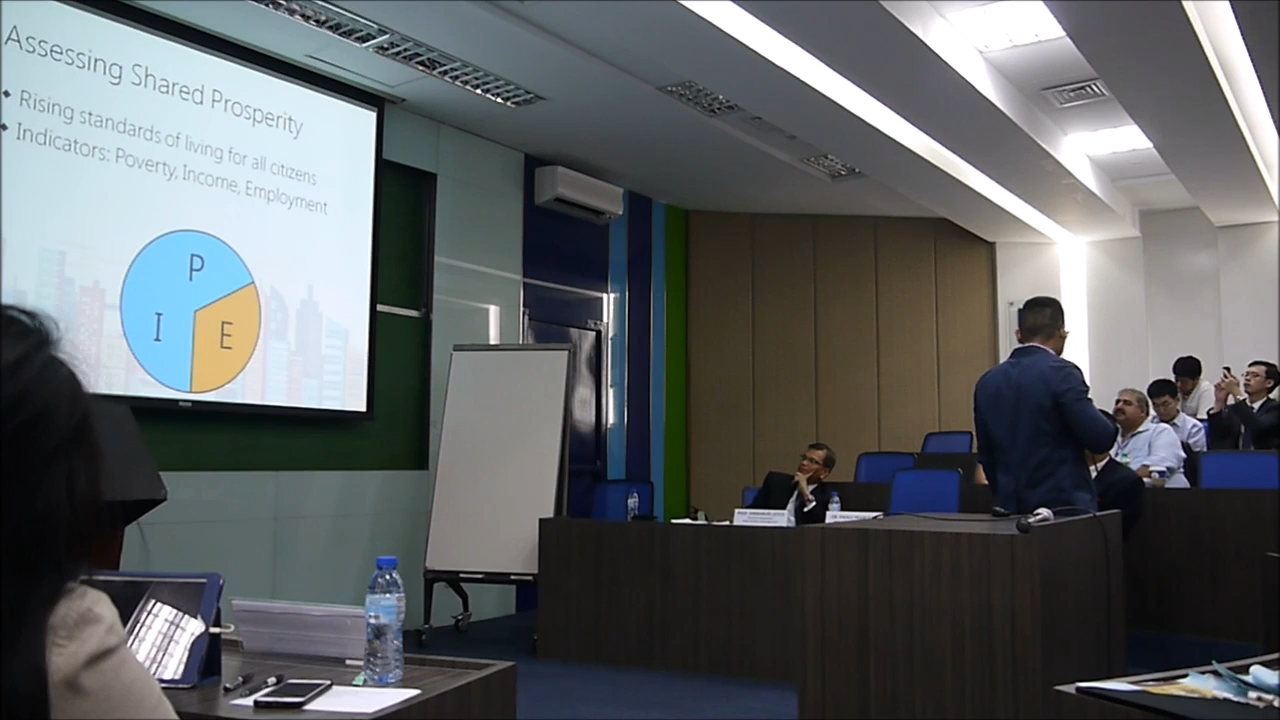 Assessing Shared Prosperity
Rising standards of living for all citizens
Indicators: Poverty, Income, Employment
P
I
E